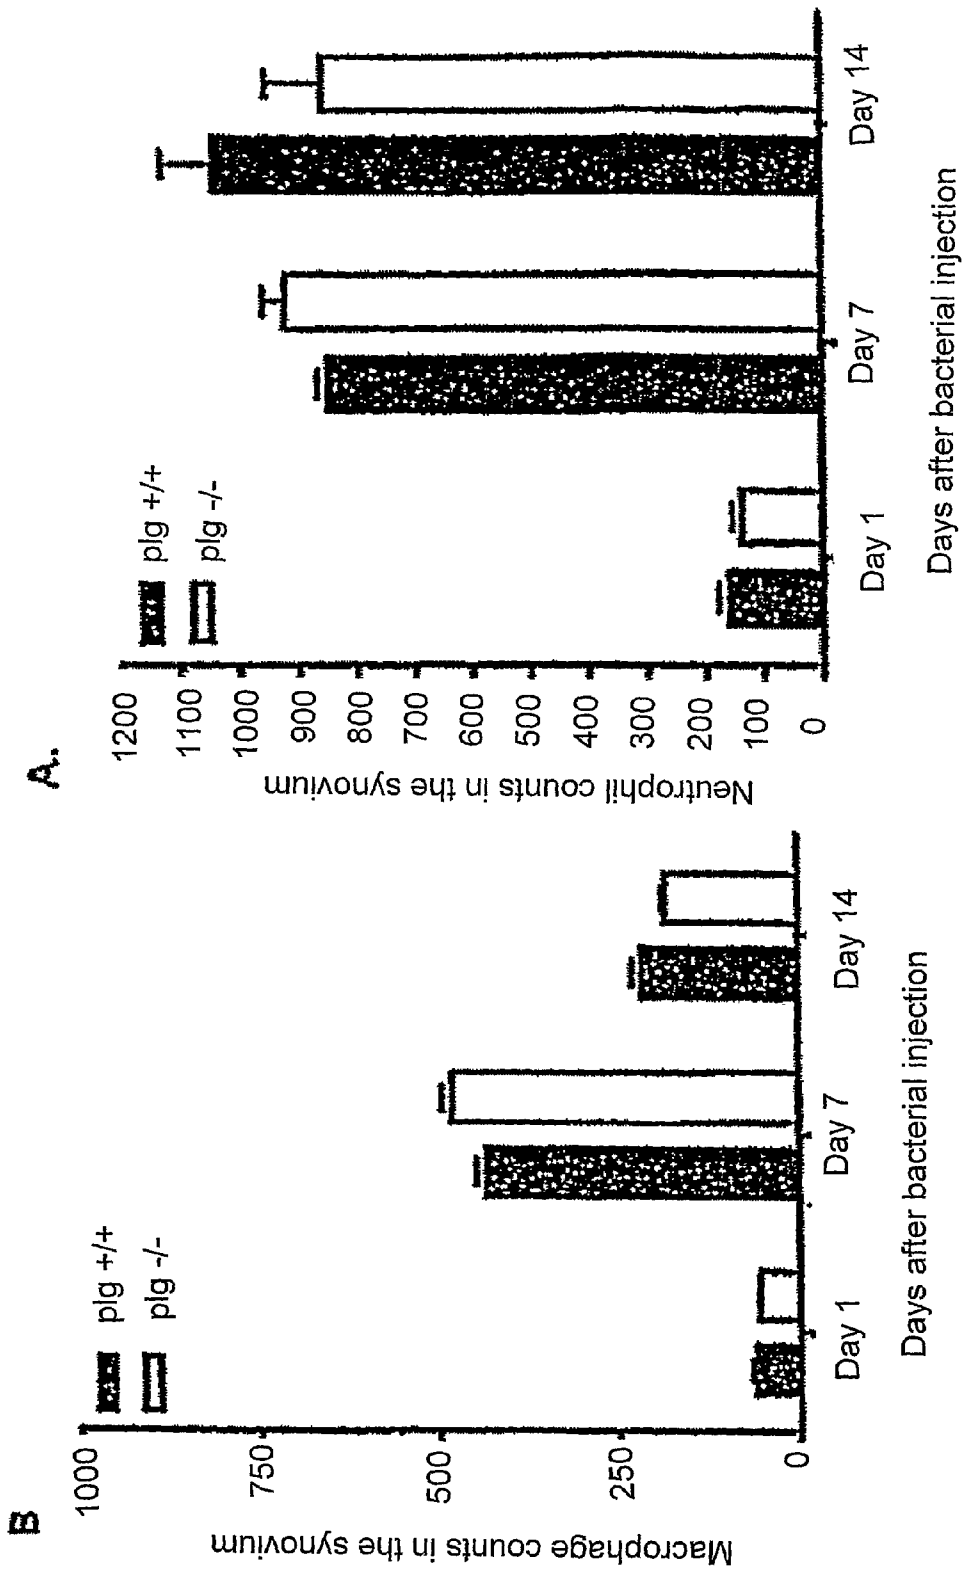 A.
Neutrophil counts in the synovium
1200
1100
1000
900
800
700
600
500
400
300
200
100
0
plg +/+
plg -/-
Day 1
Day 7
Day 14
Days after bacterial injection
B
Macrophage counts in the synovium
1000
750
500
250
0
plg +/+
plg -/-
Day 1
Day 7
Day 14
Days after bacterial injection